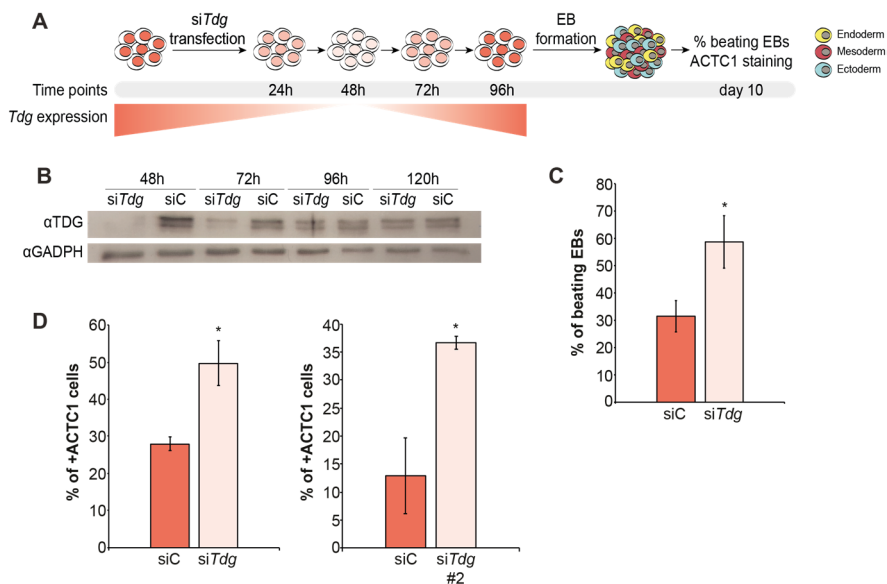 A
siTdg
transfection
EB
formation
% beating EBs
ACTC1 staining
Endoderm
Mesoderm
Ectoderm
Time points
24h
48h
72h
96h
day 10
Tdg expression
B
48h
72h
96h
120h
siTdg
siC
siTdg
siC
siTdg
siC
siTdg
siC
αTDG
αGADPH
C
% of beating EBs
80
70
60
50
40
30
20
10
0
*
siC
siTdg
D
% of +ACTC1 cells
60
50
40
30
20
10
0
*
siC
siTdg
% of +ACTC1 cells
40
35
30
25
20
15
10
5
0
*
siC
siTdg
#2